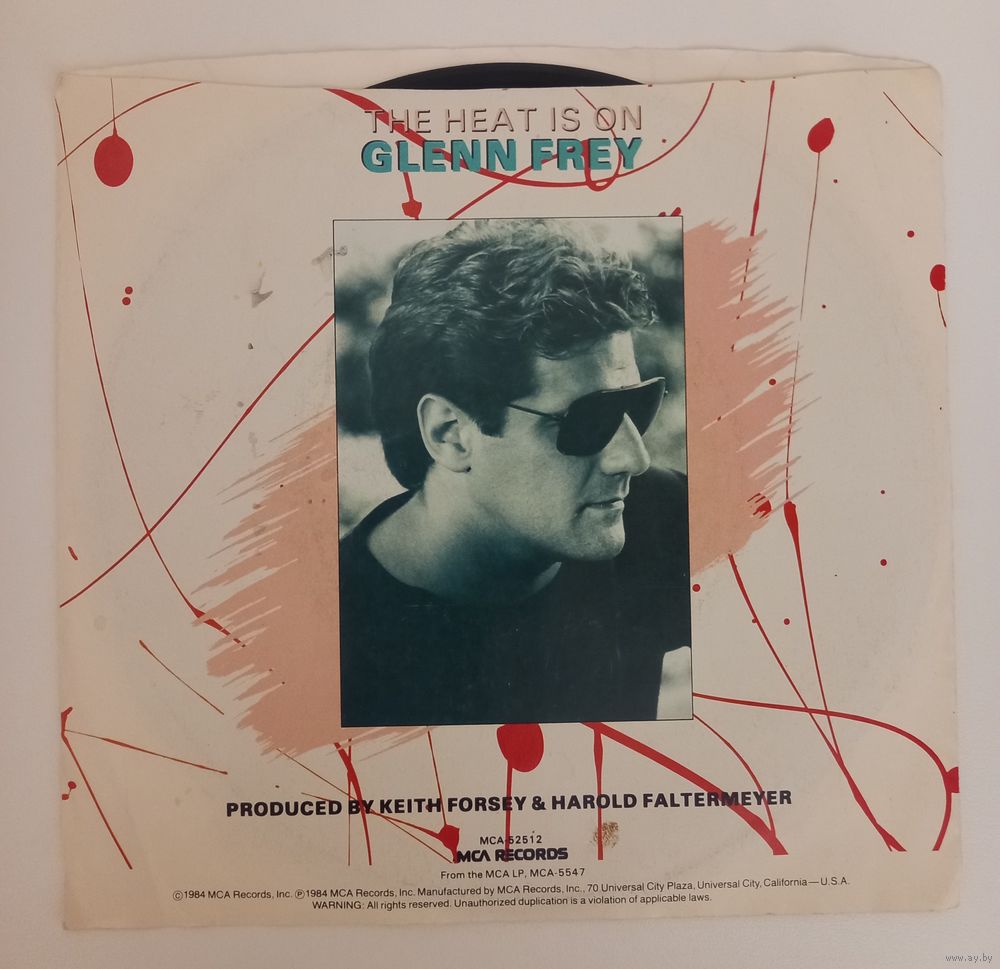 THE HEAT IS ON
GLENN FREY
PRODUCED BY KEITH FORSEY & HAROLD FALTERMEYER
MCA-52512
MCA RECORDS
From the MCA LP, MCA-5547
Ⓒ1984 MCA Records, Inc. Ⓟ1984 MCA Records, Inc. Manufactured by MCA Records, Inc., 70 Universal City Plaza, Universal City, California—U.S.A.
WARNING: All rights reserved. Unauthorized duplication is a violation of applicable laws.
www.ay.by